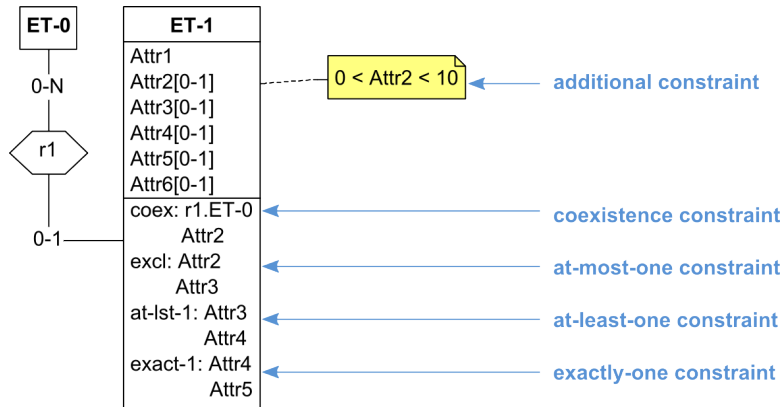 ET-0
ET-1
Attr1
Attr2[0-1]
Attr3[0-1]
Attr4[0-1]
Attr5[0-1]
Attr6[0-1]
0 < Attr2 < 10
additional constraint
0-N
r1
0-1
coex: r1.ET-0
Attr2
coexistence constraint
excl: Attr2
Attr3
at-most-one constraint
at-lst-1: Attr3
Attr4
at-least-one constraint
exact-1: Attr4
Attr5
exactly-one constraint